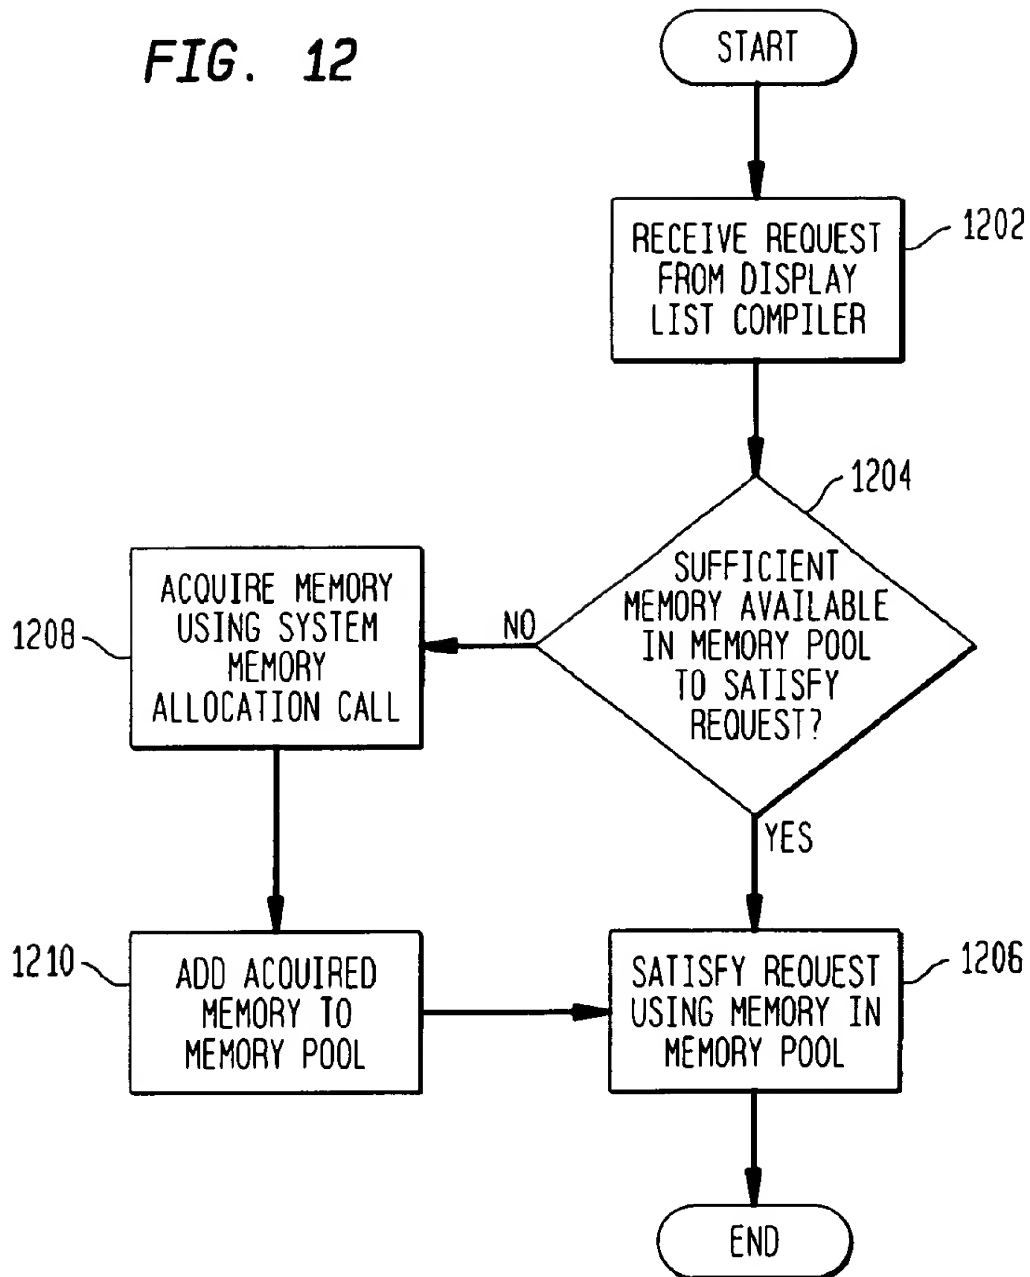 FIG. 12
START
RECEIVE REQUEST
FROM DISPLAY
LIST COMPILER
1202
1204
SUFFICIENT
MEMORY AVAILABLE
IN MEMORY POOL
TO SATISFY
REQUEST?
NO
YES
ACQUIRE MEMORY
USING SYSTEM
MEMORY
ALLOCATION CALL
1208
1210
ADD ACQUIRED
MEMORY TO
MEMORY POOL
SATISFY REQUEST
USING MEMORY IN
MEMORY POOL
1206
END